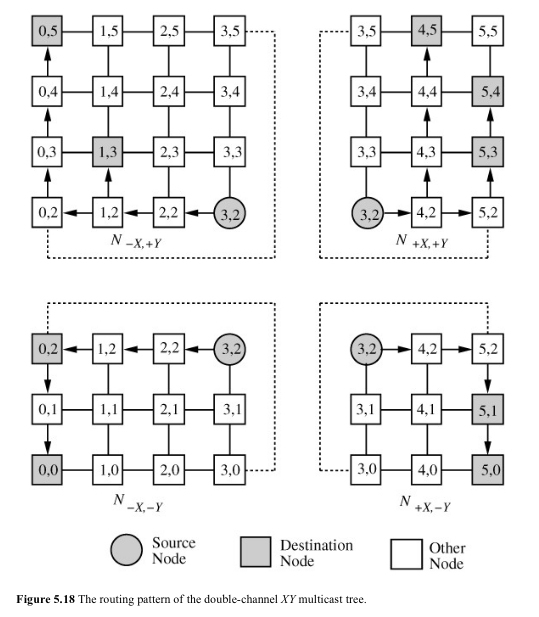 0,5 1,5 2,5 3,5 3,5 4,5 5,5
0,4 1,4 2,4 3,4 3,4 4,4 5,4
0,3 1,3 2,3 3,3 3,3 4,3 5,3
0,2 1,2 2,2 3,2 3,2 4,2 5,2
N -X,+Y N +X,+Y
0,2 1,2 2,2 3,2 3,2 4,2 5,2
0,1 1,1 2,1 3,1 3,1 4,1 5,1
0,0 1,0 2,0 3,0 3,0 4,0 5,0
N -X,-Y N +X,-Y
Source Destination Other
Node Node Node
Figure 5.18 The routing pattern of the double-channel XY multicast tree.